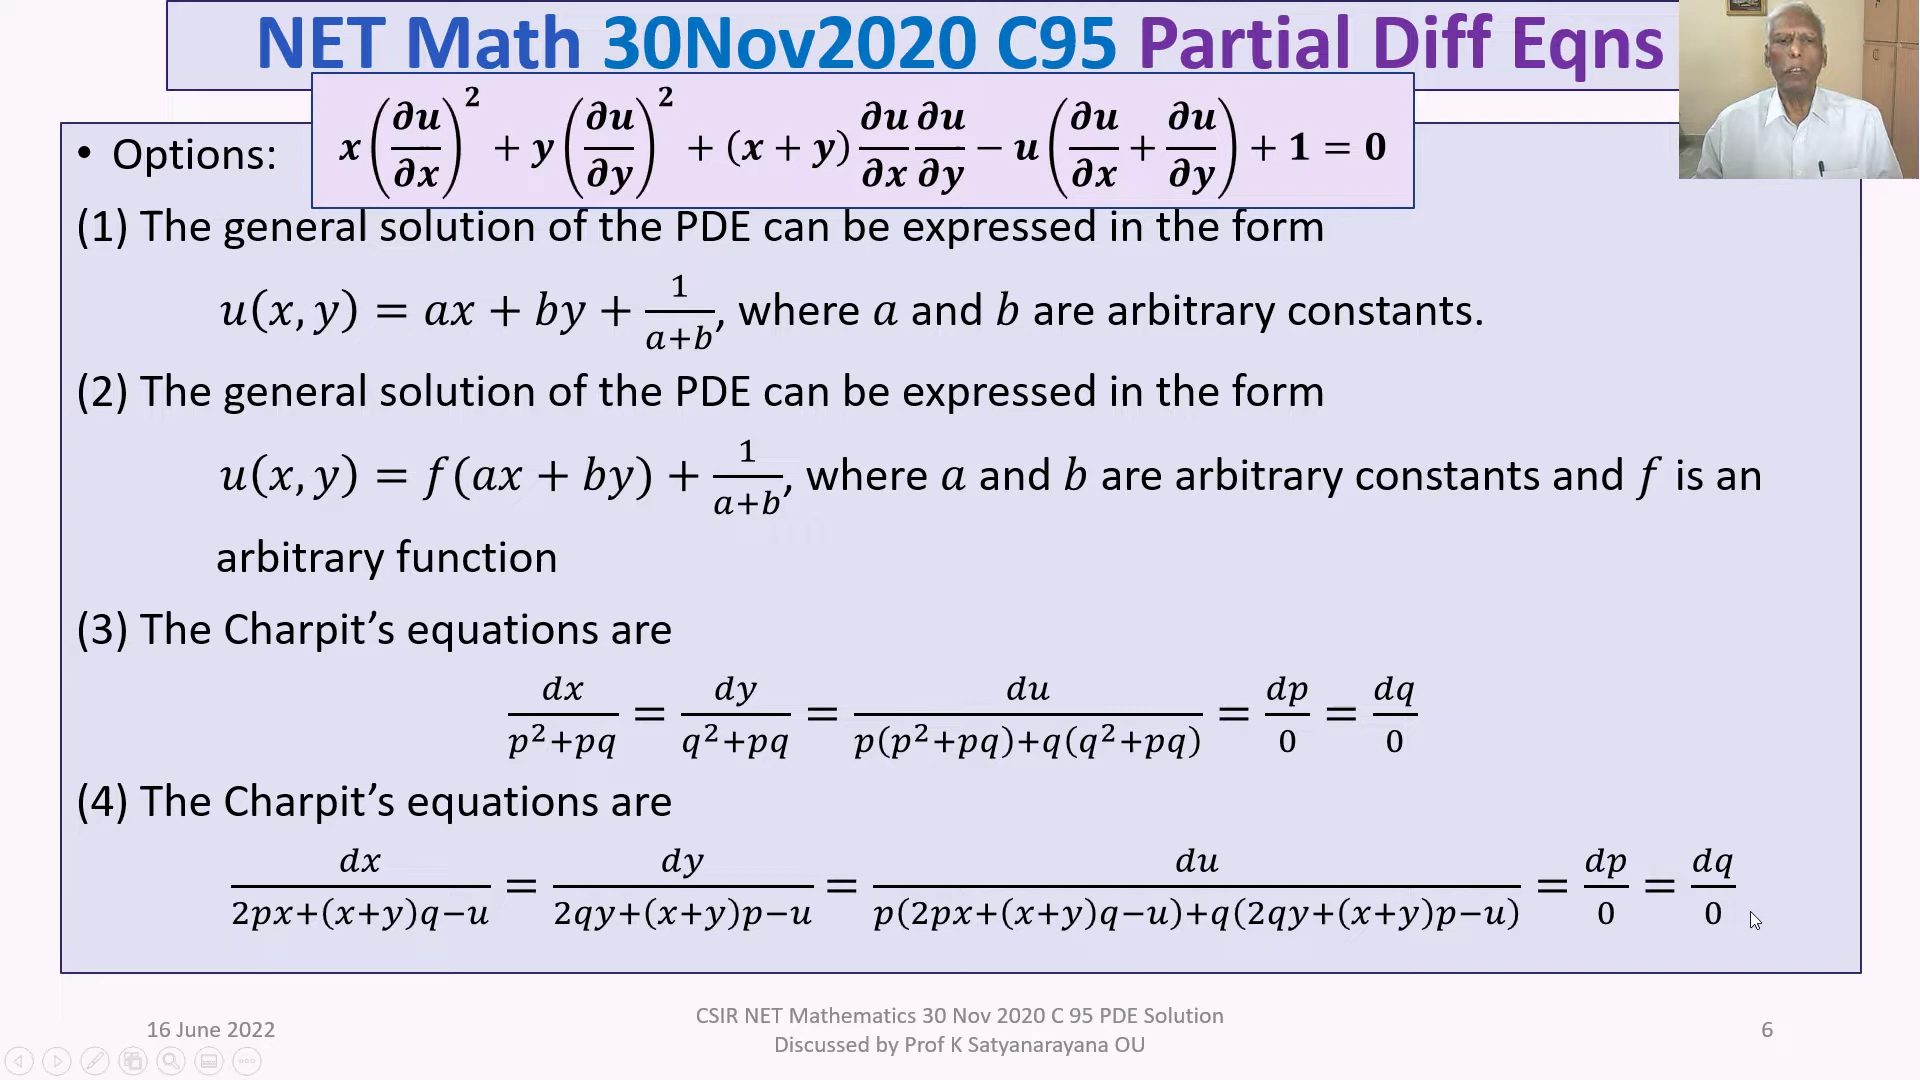 NET Math 30Nov2020 C95 Partial Diff Eqns
x(∂u/∂x)² + y(∂u/∂y)² + (x + y) ∂u/∂x ∂u/∂y − u(∂u/∂x + ∂u/∂y) + 1 = 0
• Options:
(1) The general solution of the PDE can be expressed in the form
u(x, y) = ax + by + 1/(a+b), where a and b are arbitrary constants.
(2) The general solution of the PDE can be expressed in the form
u(x, y) = f(ax + by) + 1/(a+b), where a and b are arbitrary constants and f is an
arbitrary function
(3) The Charpit’s equations are
dx/(p²+pq) = dy/(q²+pq) = du/(p(p²+pq)+q(q²+pq)) = dp/0 = dq/0
(4) The Charpit’s equations are
dx/(2px+(x+y)q−u) = dy/(2qy+(x+y)p−u) = du/(p(2px+(x+y)q−u)+q(2qy+(x+y)p−u)) = dp/0 = dq/0
16 June 2022
CSIR NET Mathematics 30 Nov 2020 C 95 PDE Solution
Discussed by Prof K Satyanarayana OU
6